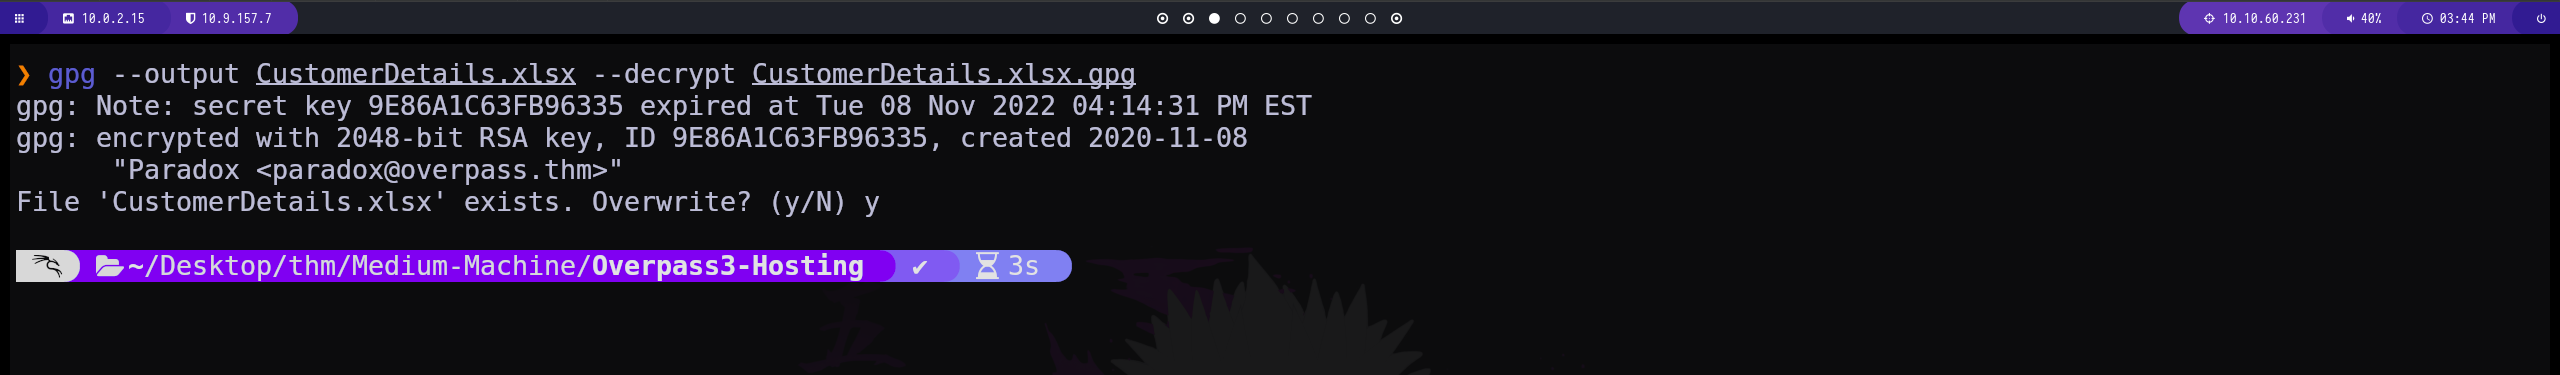 10.0.2.15 10.9.157.7 10.10.60.231 40% 03:44 PM
❯ gpg --output CustomerDetails.xlsx --decrypt CustomerDetails.xlsx.gpg
gpg: Note: secret key 9E86A1C63FB96335 expired at Tue 08 Nov 2022 04:14:31 PM EST
gpg: encrypted with 2048-bit RSA key, ID 9E86A1C63FB96335, created 2020-11-08
"Paradox <paradox@overpass.thm>"
File 'CustomerDetails.xlsx' exists. Overwrite? (y/N) y
~/Desktop/thm/Medium-Machine/Overpass3-Hosting ✔ 3s